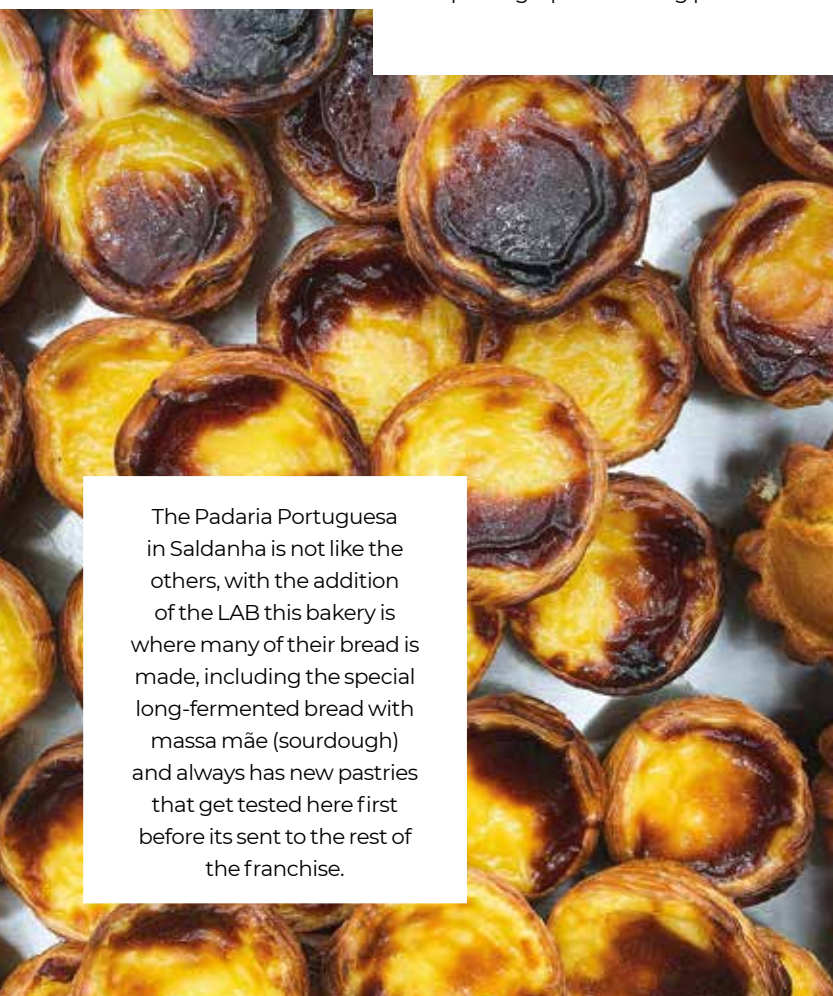 The Padaria Portuguesa
in Saldanha is not like the
others, with the addition
of the LAB this bakery is
where many of their bread is
made, including the special
long-fermented bread with
massa mãe (sourdough)
and always has new pastries
that get tested here first
before its sent to the rest of
the franchise.